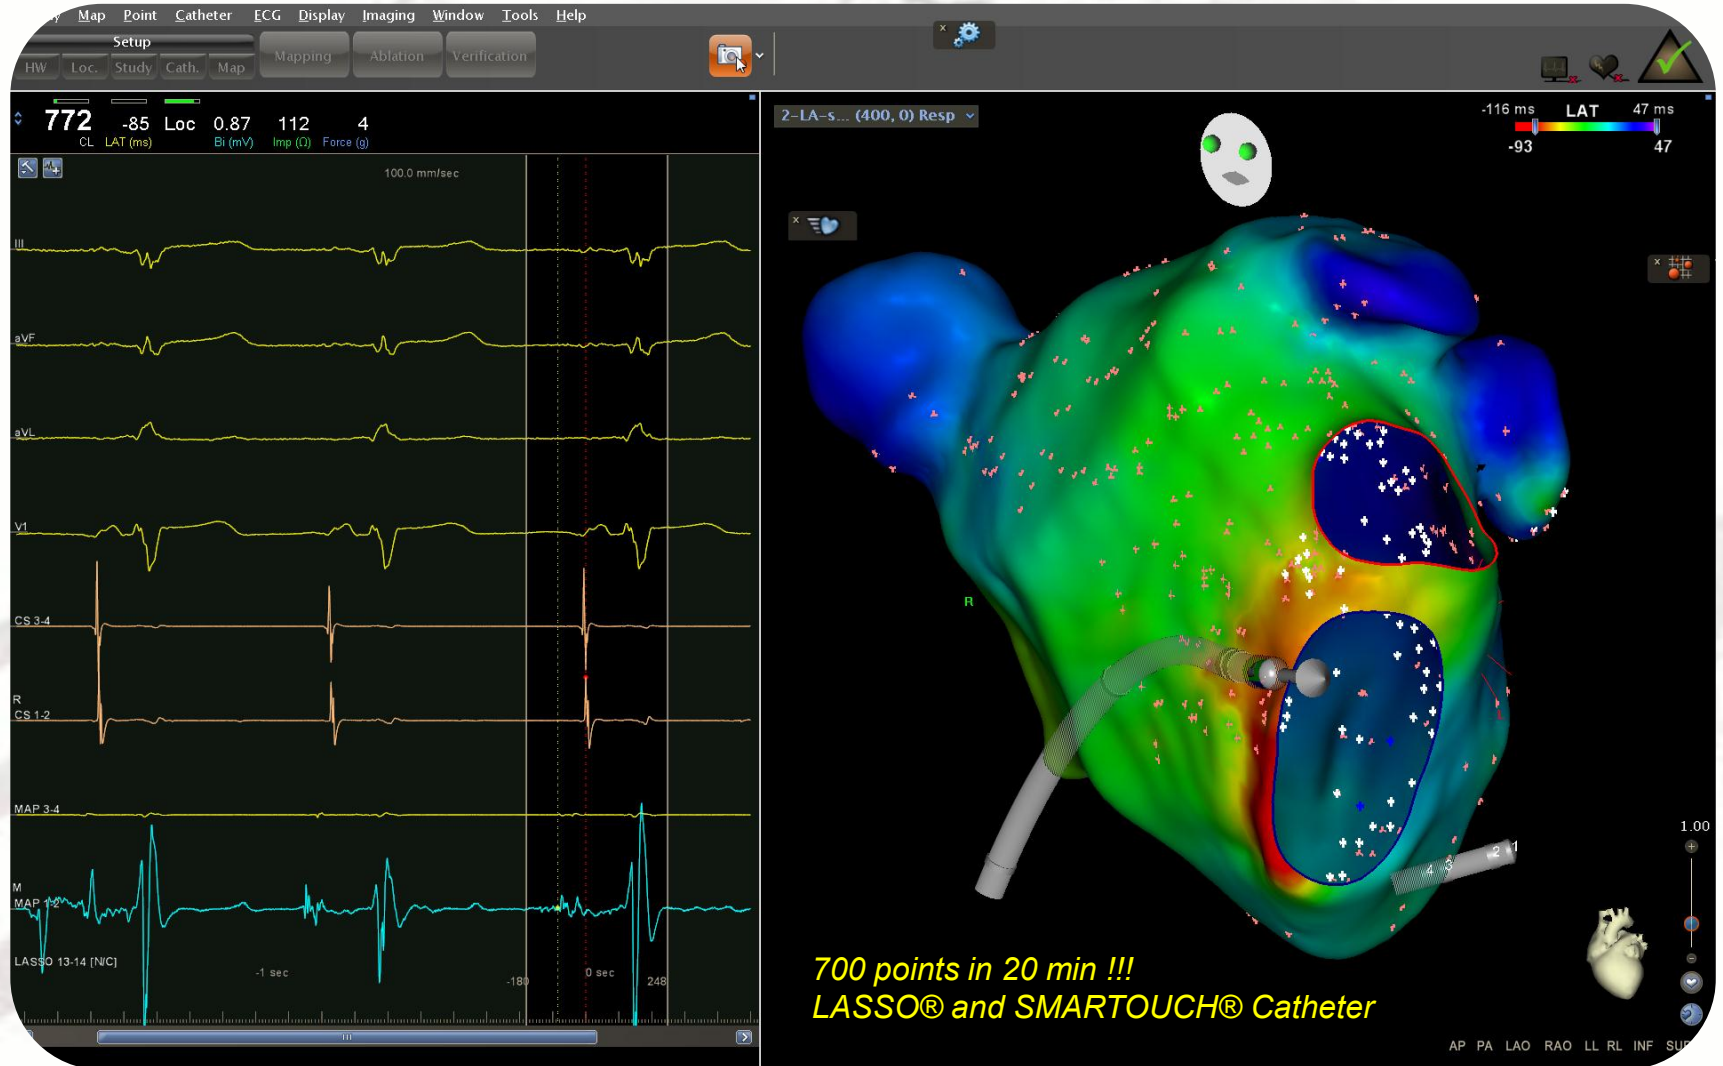 Map Point Catheter ECG Display Imaging Window Tools Help
Setup
HW Loc. Study Cath. Map
Mapping Ablation Verification
772 -85 Loc 0.87 112 4
CL LAT (ms) Bi (mV) Imp (Ω) Force (g)
100.0 mm/sec
III
aVF
aVL
V1
CS 3-4
R
CS 1-2
MAP 3-4
M
MAP 1-2
LASSO 13-14 [N/C]
-1 sec -180 0 sec 248
2-LA-s... (400, 0) Resp
-116 ms LAT 47 ms
-93 47
R
4 3 2 1
1.00
700 points in 20 min !!!
LASSO® and SMARTOUCH® Catheter
AP PA LAO RAO LL RL INF